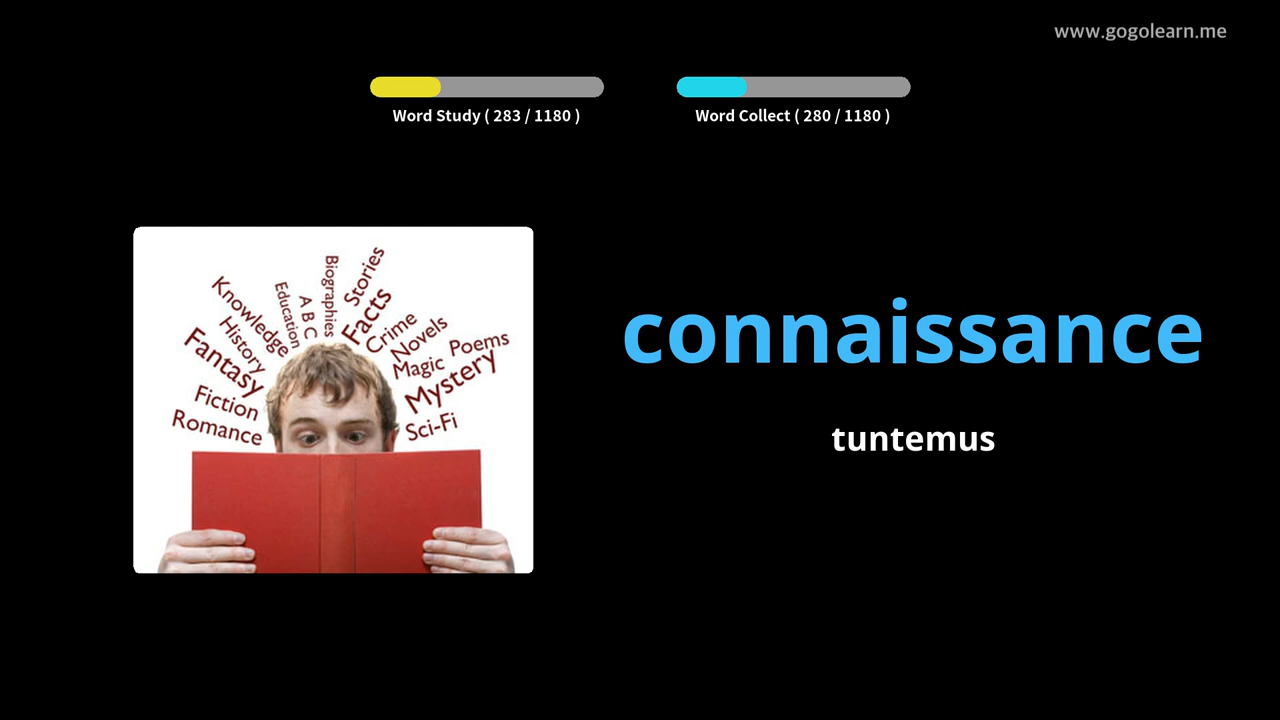 www.gogolearn.me
Word Study ( 283 / 1180 )
Word Collect ( 280 / 1180 )
Biographies
Stories
Education
A B C
Facts
Knowledge
Crime
History
Novels
Fantasy
Magic
Poems
Mystery
Fiction
Romance
Sci-Fi
connaissance
tuntemus